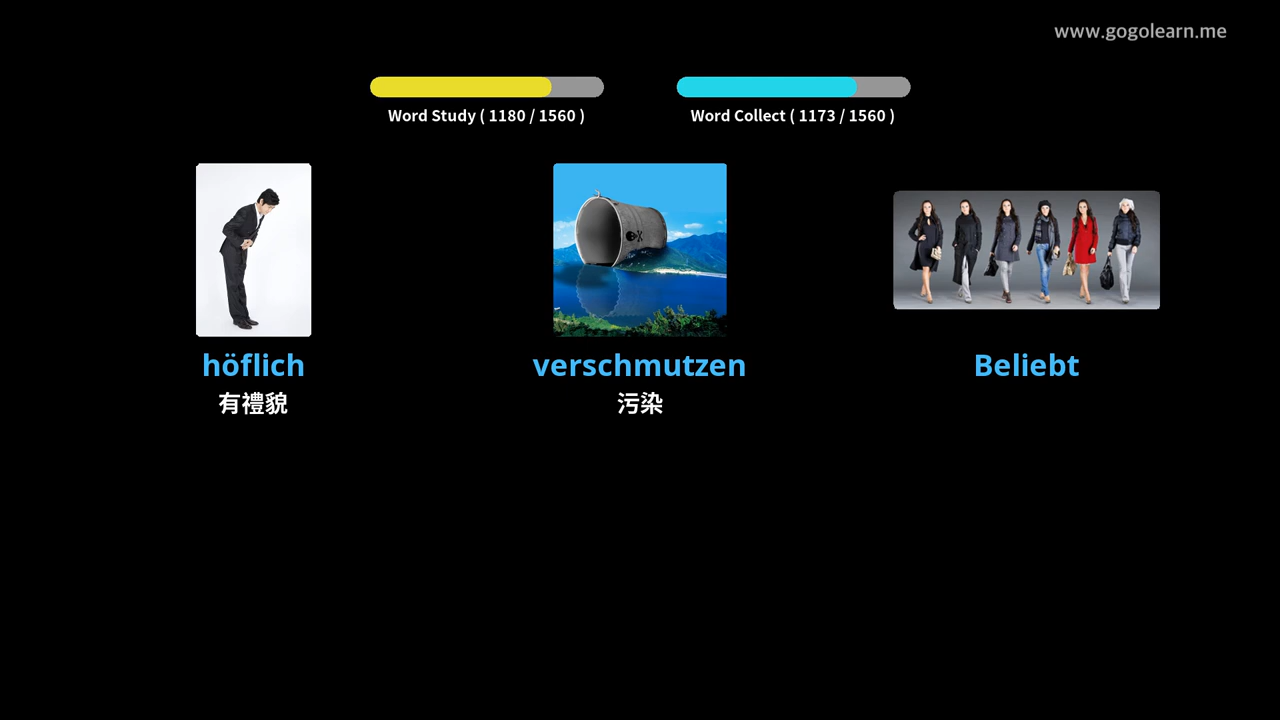 www.gogolearn.me
Word Study ( 1180 / 1560 )
Word Collect ( 1173 / 1560 )
höflich
有禮貌
verschmutzen
污染
Beliebt